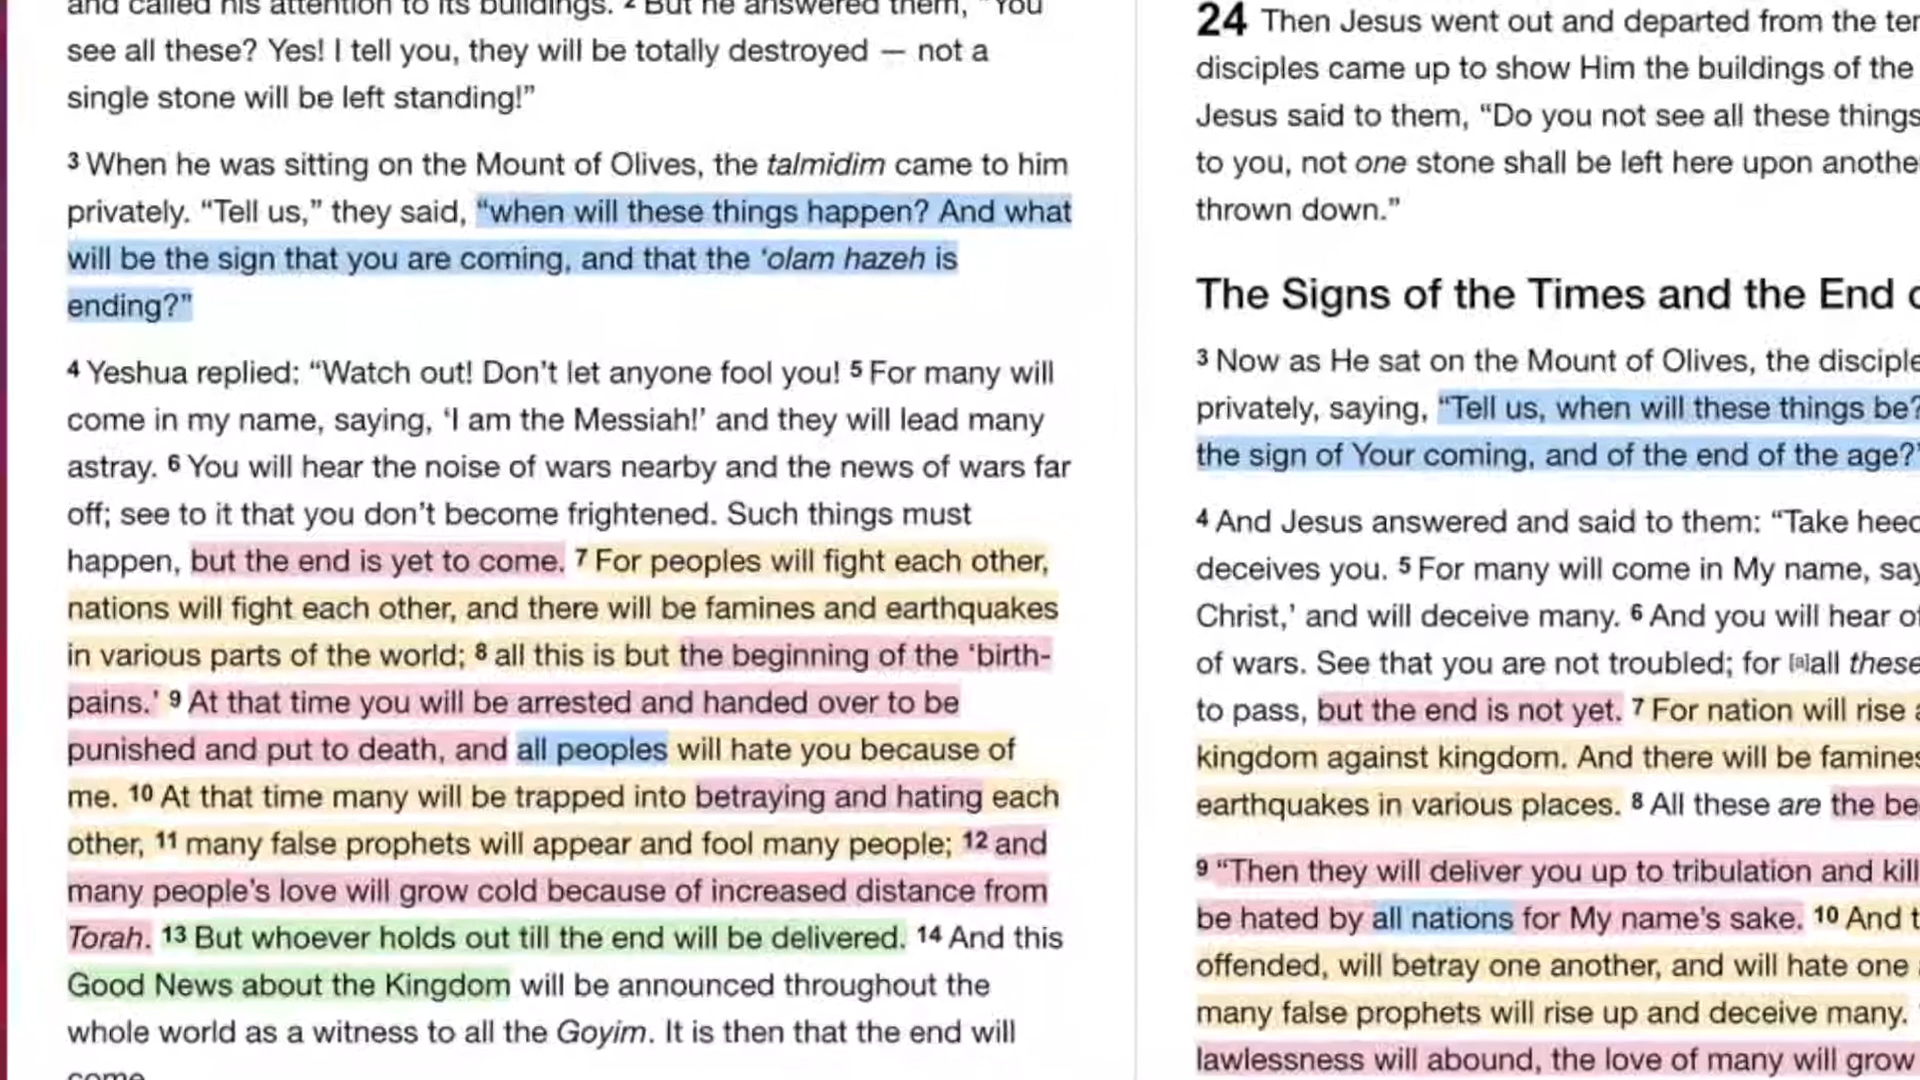 and called his attention to its buildings. 2 But he answered them, “You
see all these? Yes! I tell you, they will be totally destroyed — not a
single stone will be left standing!”
3 When he was sitting on the Mount of Olives, the talmidim came to him
privately. “Tell us,” they said, “when will these things happen? And what
will be the sign that you are coming, and that the ‘olam hazeh is
ending?”
4 Yeshua replied: “Watch out! Don’t let anyone fool you! 5 For many will
come in my name, saying, ‘I am the Messiah!’ and they will lead many
astray. 6 You will hear the noise of wars nearby and the news of wars far
off; see to it that you don’t become frightened. Such things must
happen, but the end is yet to come. 7 For peoples will fight each other,
nations will fight each other, and there will be famines and earthquakes
in various parts of the world; 8 all this is but the beginning of the ‘birth-
pains.’ 9 At that time you will be arrested and handed over to be
punished and put to death, and all peoples will hate you because of
me. 10 At that time many will be trapped into betraying and hating each
other, 11 many false prophets will appear and fool many people; 12 and
many people’s love will grow cold because of increased distance from
Torah. 13 But whoever holds out till the end will be delivered. 14 And this
Good News about the Kingdom will be announced throughout the
whole world as a witness to all the Goyim. It is then that the end will
come
24 Then Jesus went out and departed from the
disciples came up to show Him the buildings of the
Jesus said to them, “Do you not see all these things
to you, not one stone shall be left here upon
thrown down.”
The Signs of the Times and the End
3 Now as He sat on the Mount of Olives, the
privately, saying, “Tell us, when will these things be?
the sign of Your coming, and of the end of the age?”
4 And Jesus answered and said to them: “Take
deceives you. 5 For many will come in My name,
Christ,’ and will deceive many. 6 And you will hear
of wars. See that you are not troubled; for [a]all these
to pass, but the end is not yet. 7 For nation will rise
kingdom against kingdom. And there will be
earthquakes in various places. 8 All these are the
9 “Then they will deliver you up to tribulation and kill
be hated by all nations for My name’s sake. 10 And
offended, will betray one another, and will hate one
many false prophets will rise up and deceive many.
lawlessness will abound, the love of many will grow